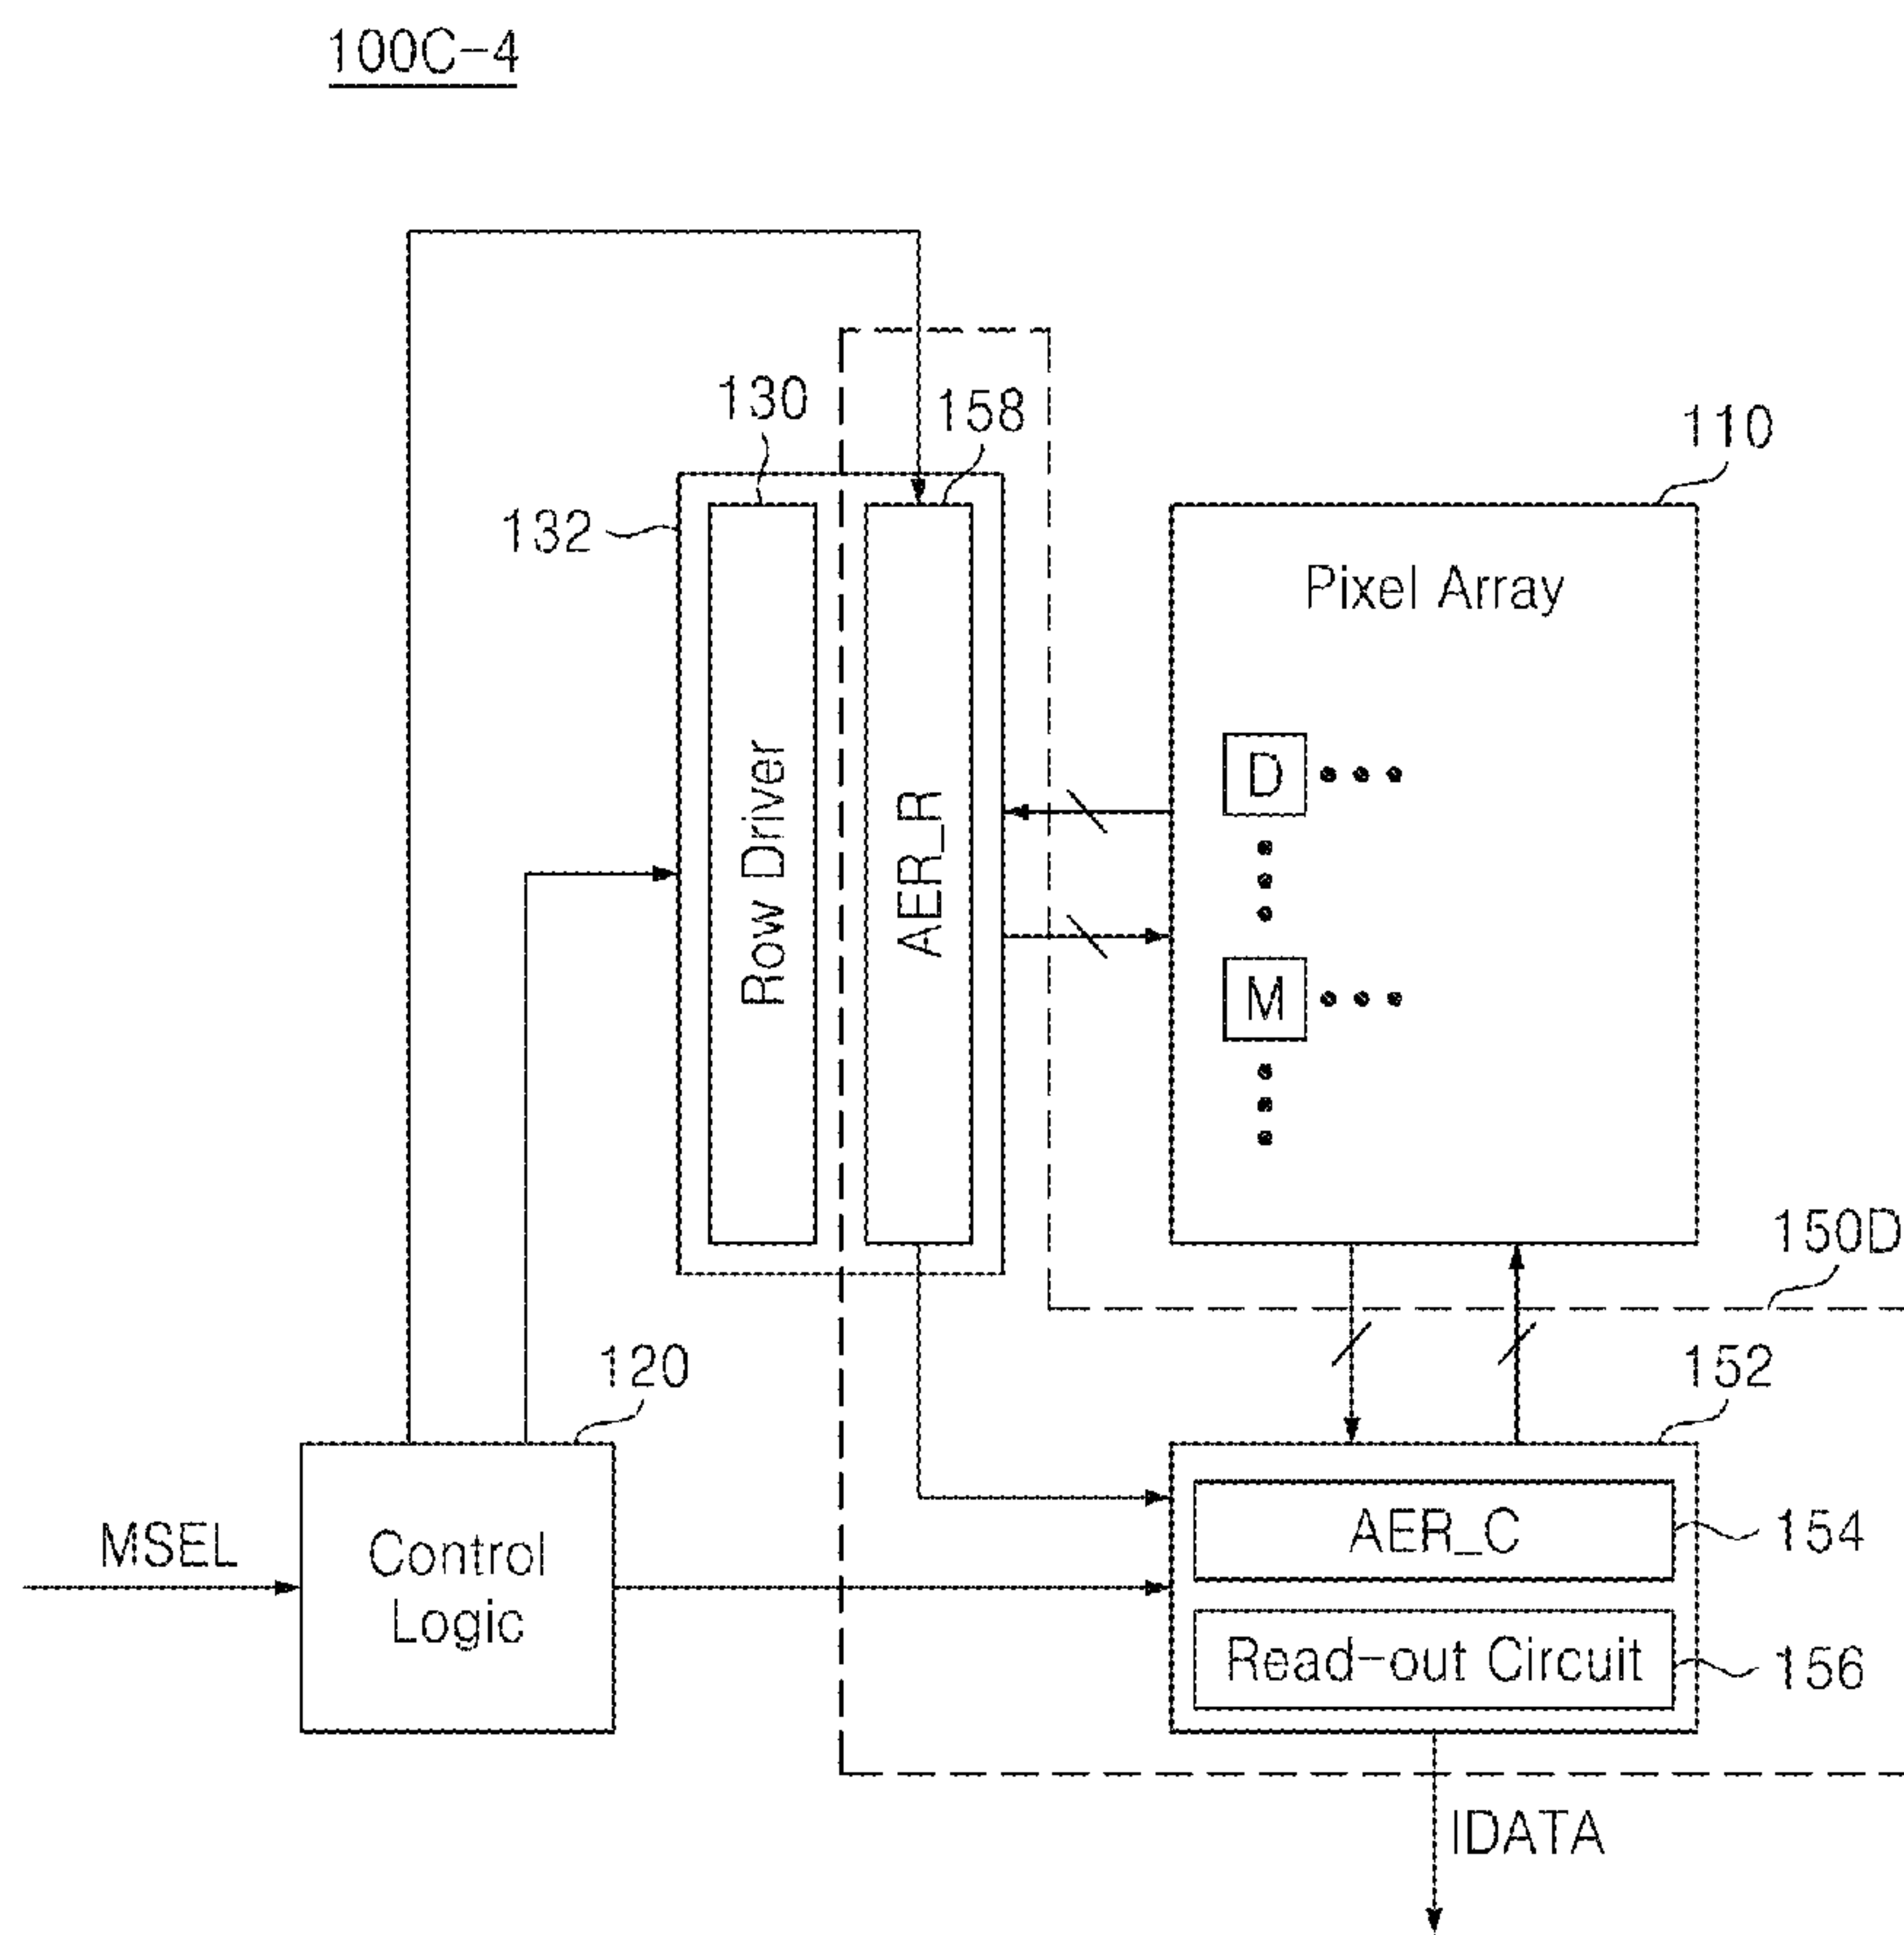 100C-4
130
158
110
132
Pixel Array
Row Driver
AER_R
D
M
150D
120
152
MSEL
Control
Logic
AER_C
154
Read-out Circuit
156
IDATA